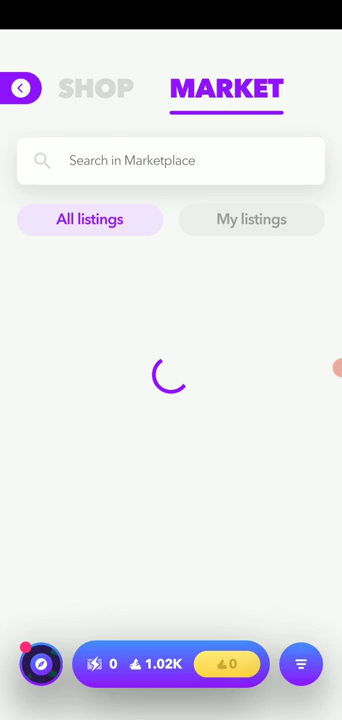 SHOP
MARKET
Search in Marketplace
All listings
My listings
0
1.02K
0